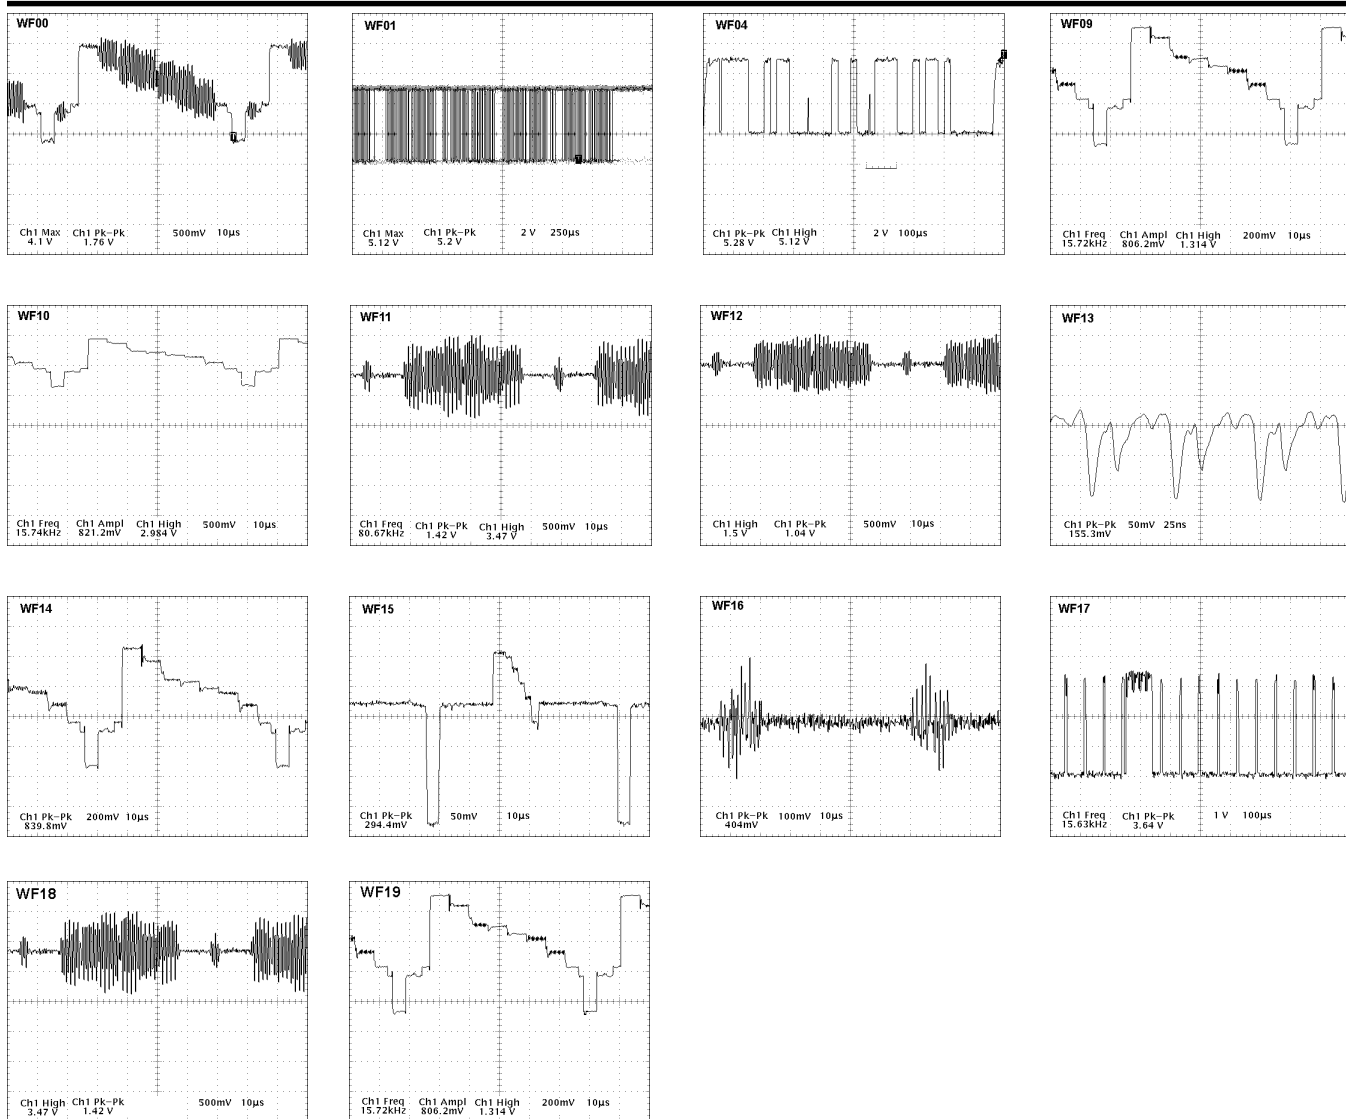 WF00
Ch1 Max Ch1 Pk-Pk 500mV 10µs
4.1 V 1.76 V
WF01
Ch1 Max Ch1 Pk-Pk 2 V 250µs
5.12 V 5.2 V
WF04
Ch1 Pk-Pk Ch1 High 2 V 100µs
5.28 V 5.12 V
WF09
Ch1 Freq Ch1 Ampl Ch1 High 200mV 10µs
15.72kHz 806.2mV 1.314 V
WF10
Ch1 Freq Ch1 Ampl Ch1 High 500mV 10µs
15.74kHz 821.2mV 2.984 V
WF11
Ch1 Freq Ch1 Pk-Pk Ch1 High 500mV 10µs
80.67kHz 1.42 V 3.47 V
WF12
Ch1 High Ch1 Pk-Pk 500mV 10µs
1.5 V 1.04 V
WF13
Ch1 Pk-Pk 50mV 25ns
155.3mV
WF14
Ch1 Pk-Pk 200mV 10µs
839.8mV
WF15
Ch1 Pk-Pk 50mV 10µs
294.4mV
WF16
Ch1 Pk-Pk 100mV 10µs
404mV
WF17
Ch1 Freq Ch1 Pk-Pk 1 V 100µs
15.63kHz 3.64 V
WF18
Ch1 High Ch1 Pk-Pk 500mV 10µs
3.47 V 1.42 V
WF19
Ch1 Freq Ch1 Ampl Ch1 High 200mV 10µs
15.72kHz 806.2mV 1.314 V